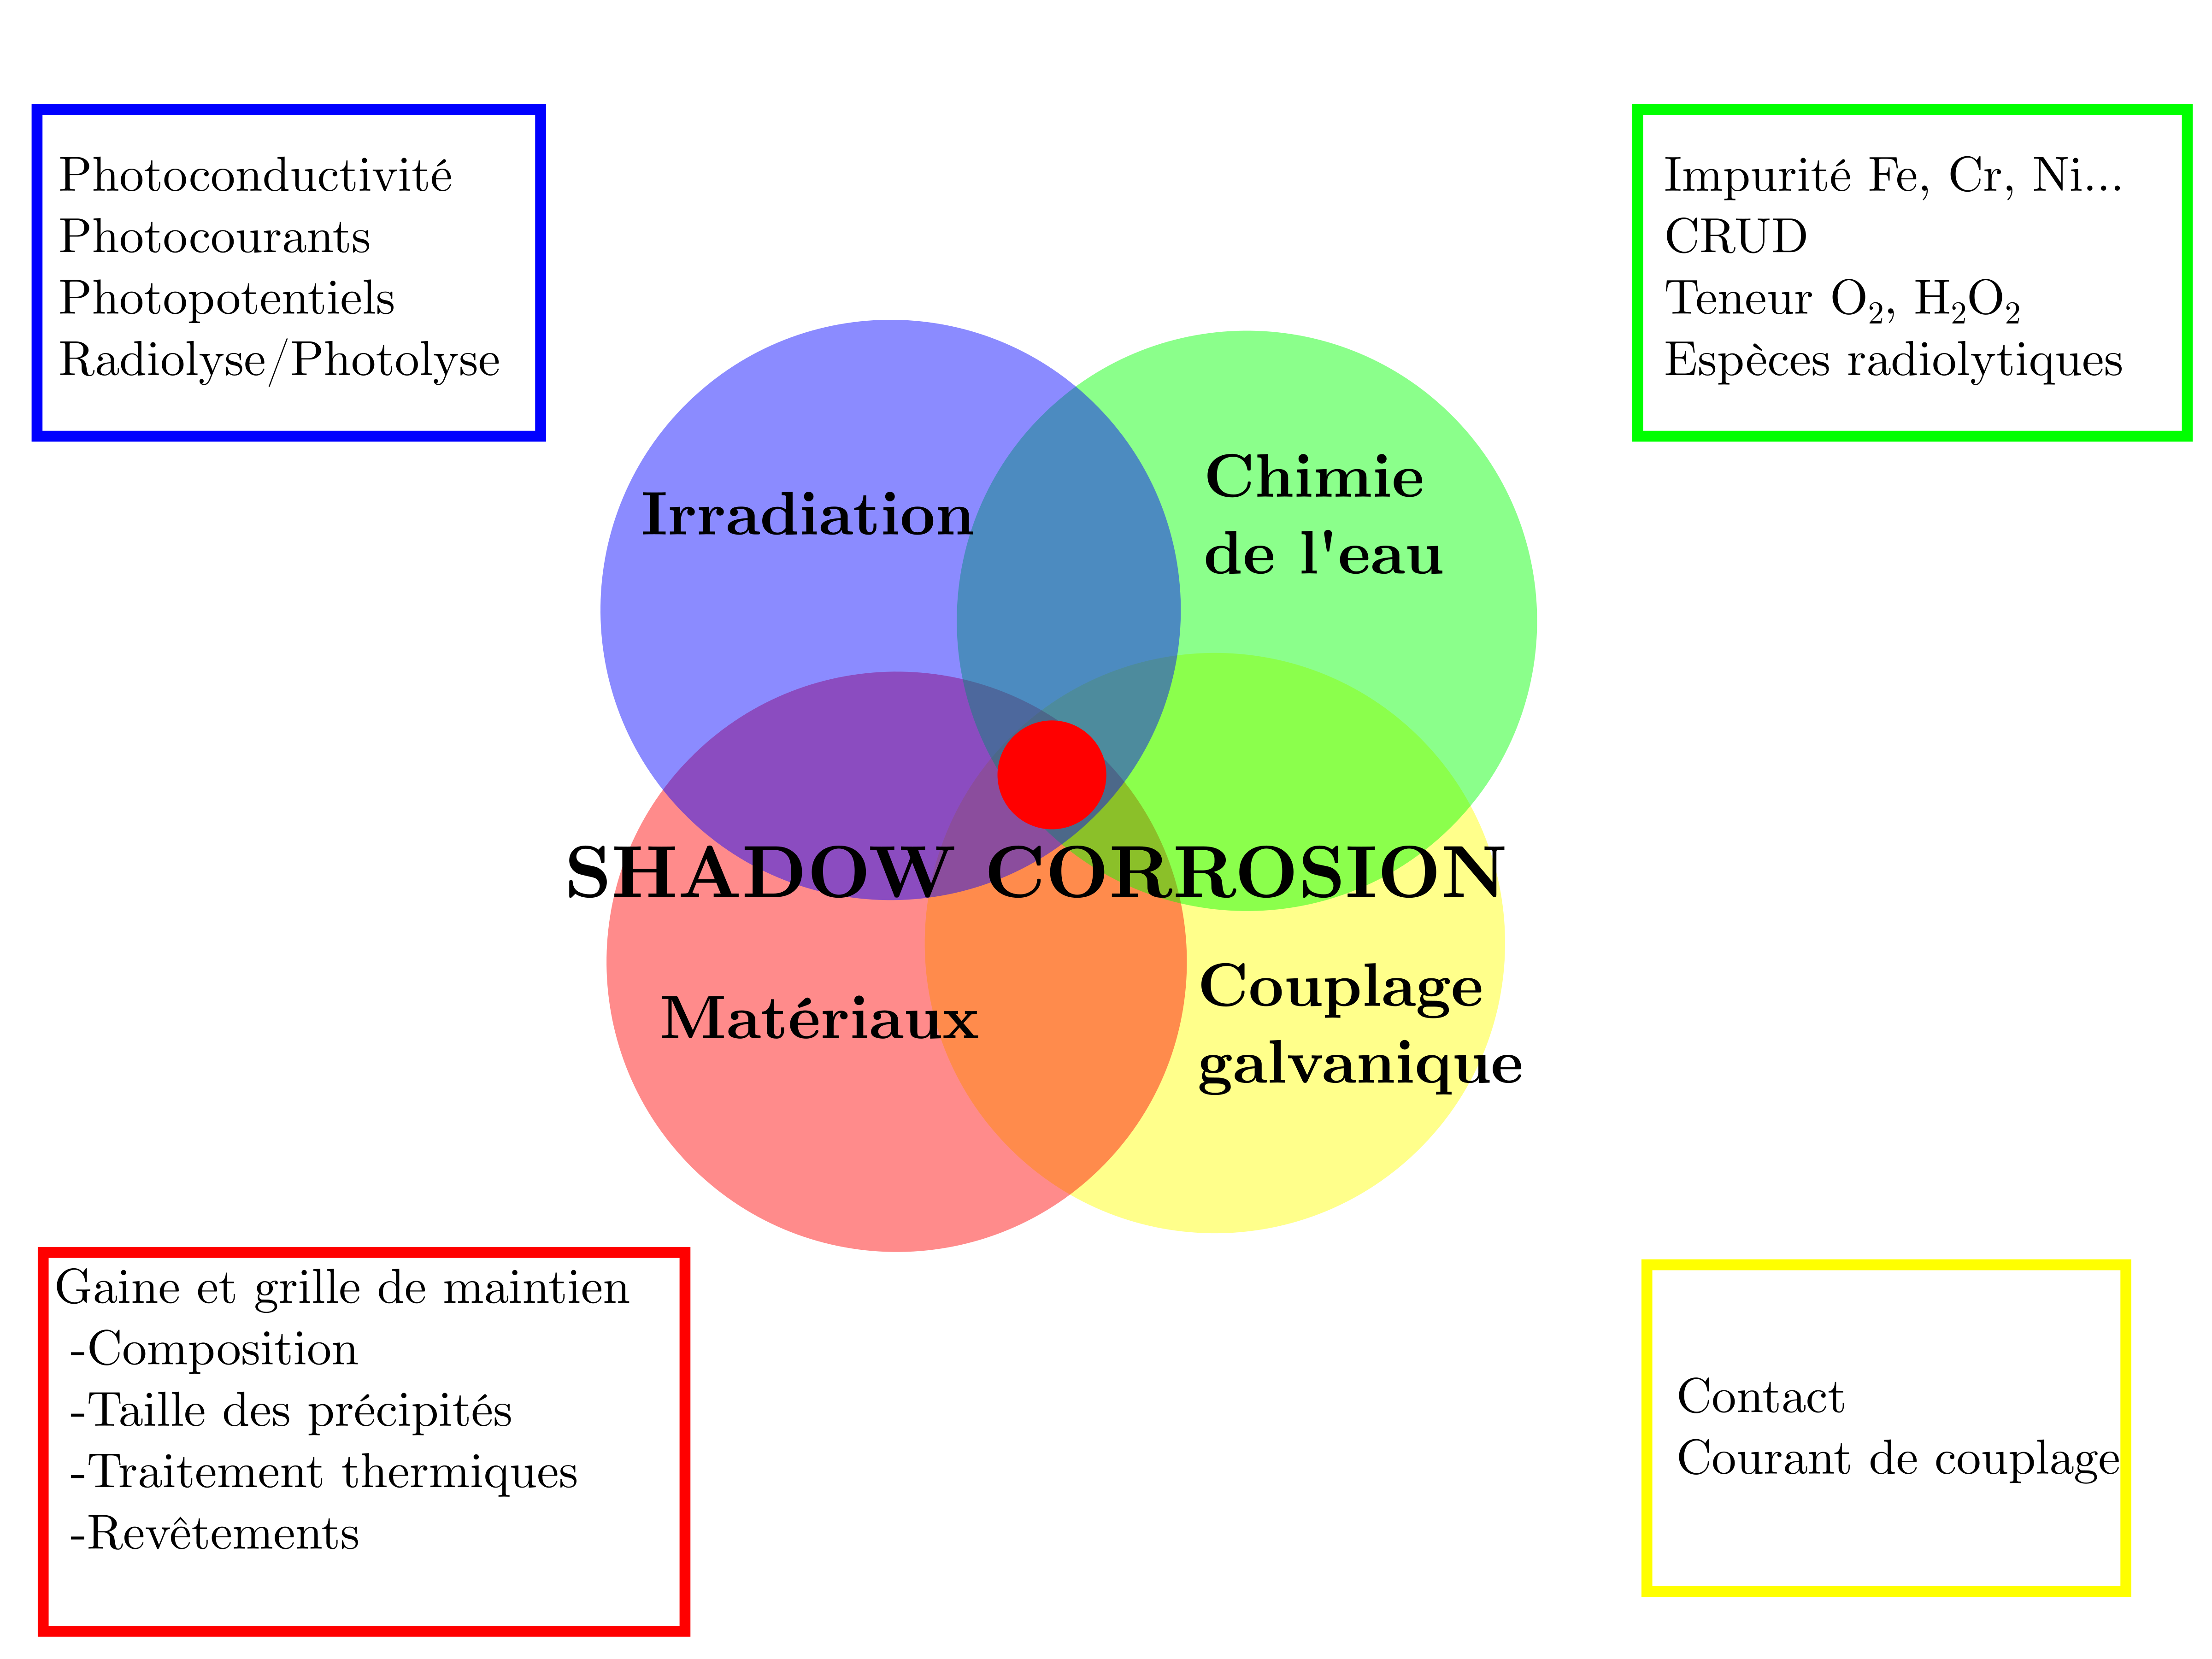 Photoconductivité
Photocourants
Photopotentiels
Radiolyse/Photolyse
Impurité Fe, Cr, Ni...
CRUD
Teneur O₂, H₂O₂
Espèces radiolytiques
Irradiation
Chimie
de l'eau
SHADOW CORROSION
Matériaux
Couplage
galvanique
Gaine et grille de maintien
-Composition
-Taille des précipités
-Traitement thermiques
-Revêtements
Contact
Courant de couplage